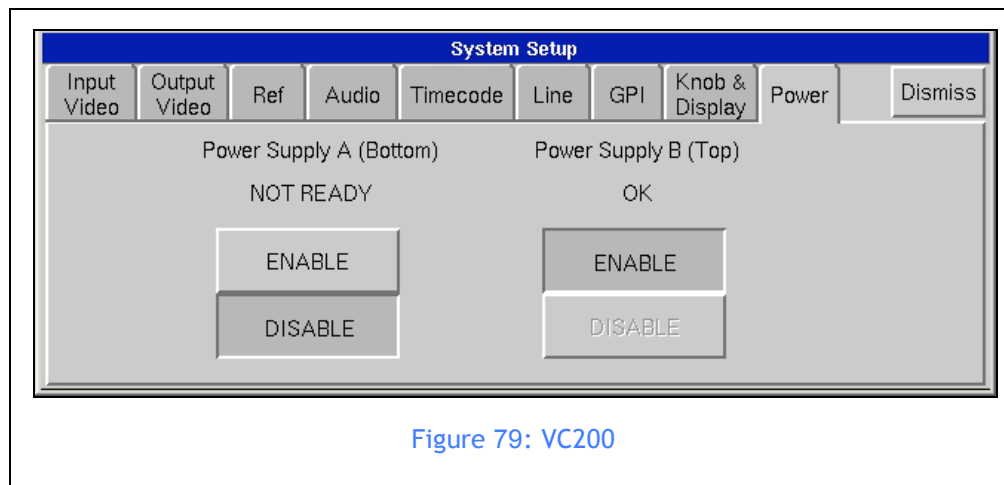 System Setup
Input Video Output Video Ref Audio Timecode Line GPI Knob & Display Power Dismiss
Power Supply A (Bottom) Power Supply B (Top)
NOT READY OK
ENABLE ENABLE
DISABLE DISABLE
Figure 79: VC200